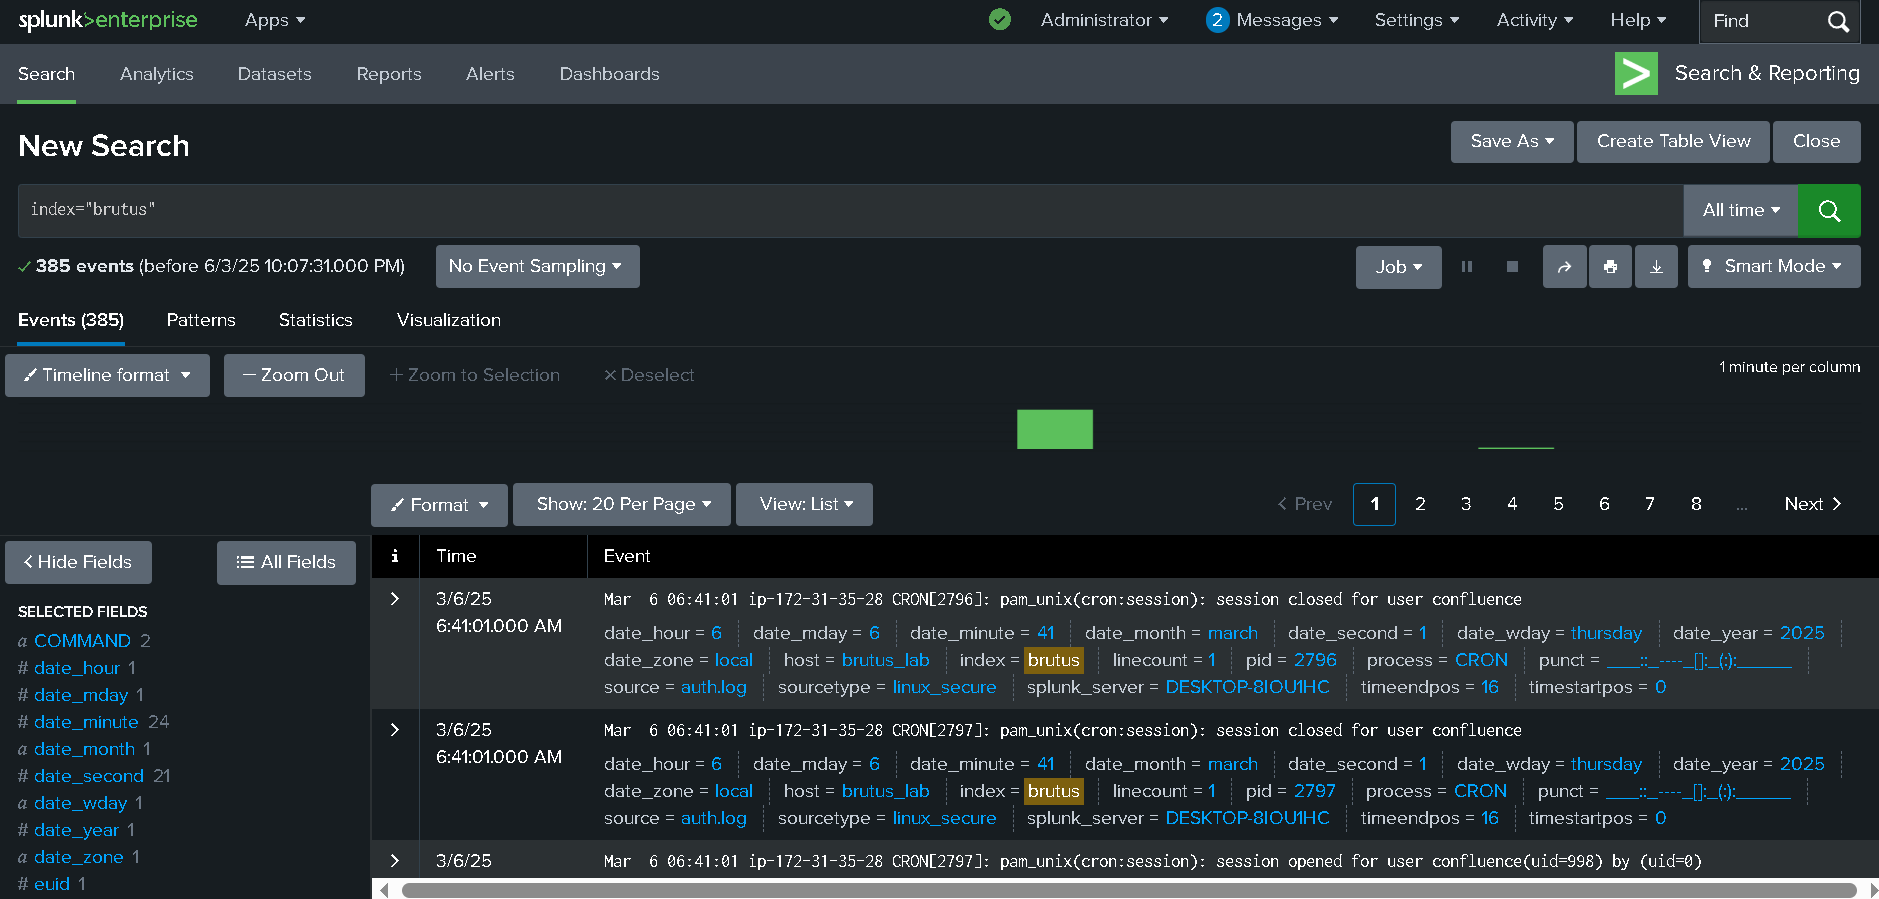 splunk>enterprise Apps Administrator 2 Messages Settings Activity Help Find
Search Analytics Datasets Reports Alerts Dashboards > Search & Reporting
New Search Save As Create Table View Close
index="brutus" All time
✓ 385 events (before 6/3/25 10:07:31.000 PM) No Event Sampling Job Smart Mode
Events (385) Patterns Statistics Visualization
Timeline format — Zoom Out + Zoom to Selection × Deselect 1 minute per column
Format Show: 20 Per Page View: List < Prev 1 2 3 4 5 6 7 8 ... Next >
< Hide Fields All Fields
i Time Event
SELECTED FIELDS
a COMMAND 2
# date_hour 1
# date_mday 1
# date_minute 24
a date_month 1
# date_second 21
a date_wday 1
# date_year 1
a date_zone 1
# euid 1
> 3/6/25 Mar  6 06:41:01 ip-172-31-35-28 CRON[2796]: pam_unix(cron:session): session closed for user confluence
6:41:01.000 AM
date_hour = 6 date_mday = 6 date_minute = 41 date_month = march date_second = 1 date_wday = thursday date_year = 2025
date_zone = local host = brutus_lab index = brutus linecount = 1 pid = 2796 process = CRON punct = ____::_----_[]:_(:):______
source = auth.log sourcetype = linux_secure splunk_server = DESKTOP-8IOU1HC timeendpos = 16 timestartpos = 0
> 3/6/25 Mar  6 06:41:01 ip-172-31-35-28 CRON[2797]: pam_unix(cron:session): session closed for user confluence
6:41:01.000 AM
date_hour = 6 date_mday = 6 date_minute = 41 date_month = march date_second = 1 date_wday = thursday date_year = 2025
date_zone = local host = brutus_lab index = brutus linecount = 1 pid = 2797 process = CRON punct = ____::_----_[]:_(:):______
source = auth.log sourcetype = linux_secure splunk_server = DESKTOP-8IOU1HC timeendpos = 16 timestartpos = 0
> 3/6/25 Mar  6 06:41:01 ip-172-31-35-28 CRON[2797]: pam_unix(cron:session): session opened for user confluence(uid=998) by (uid=0)